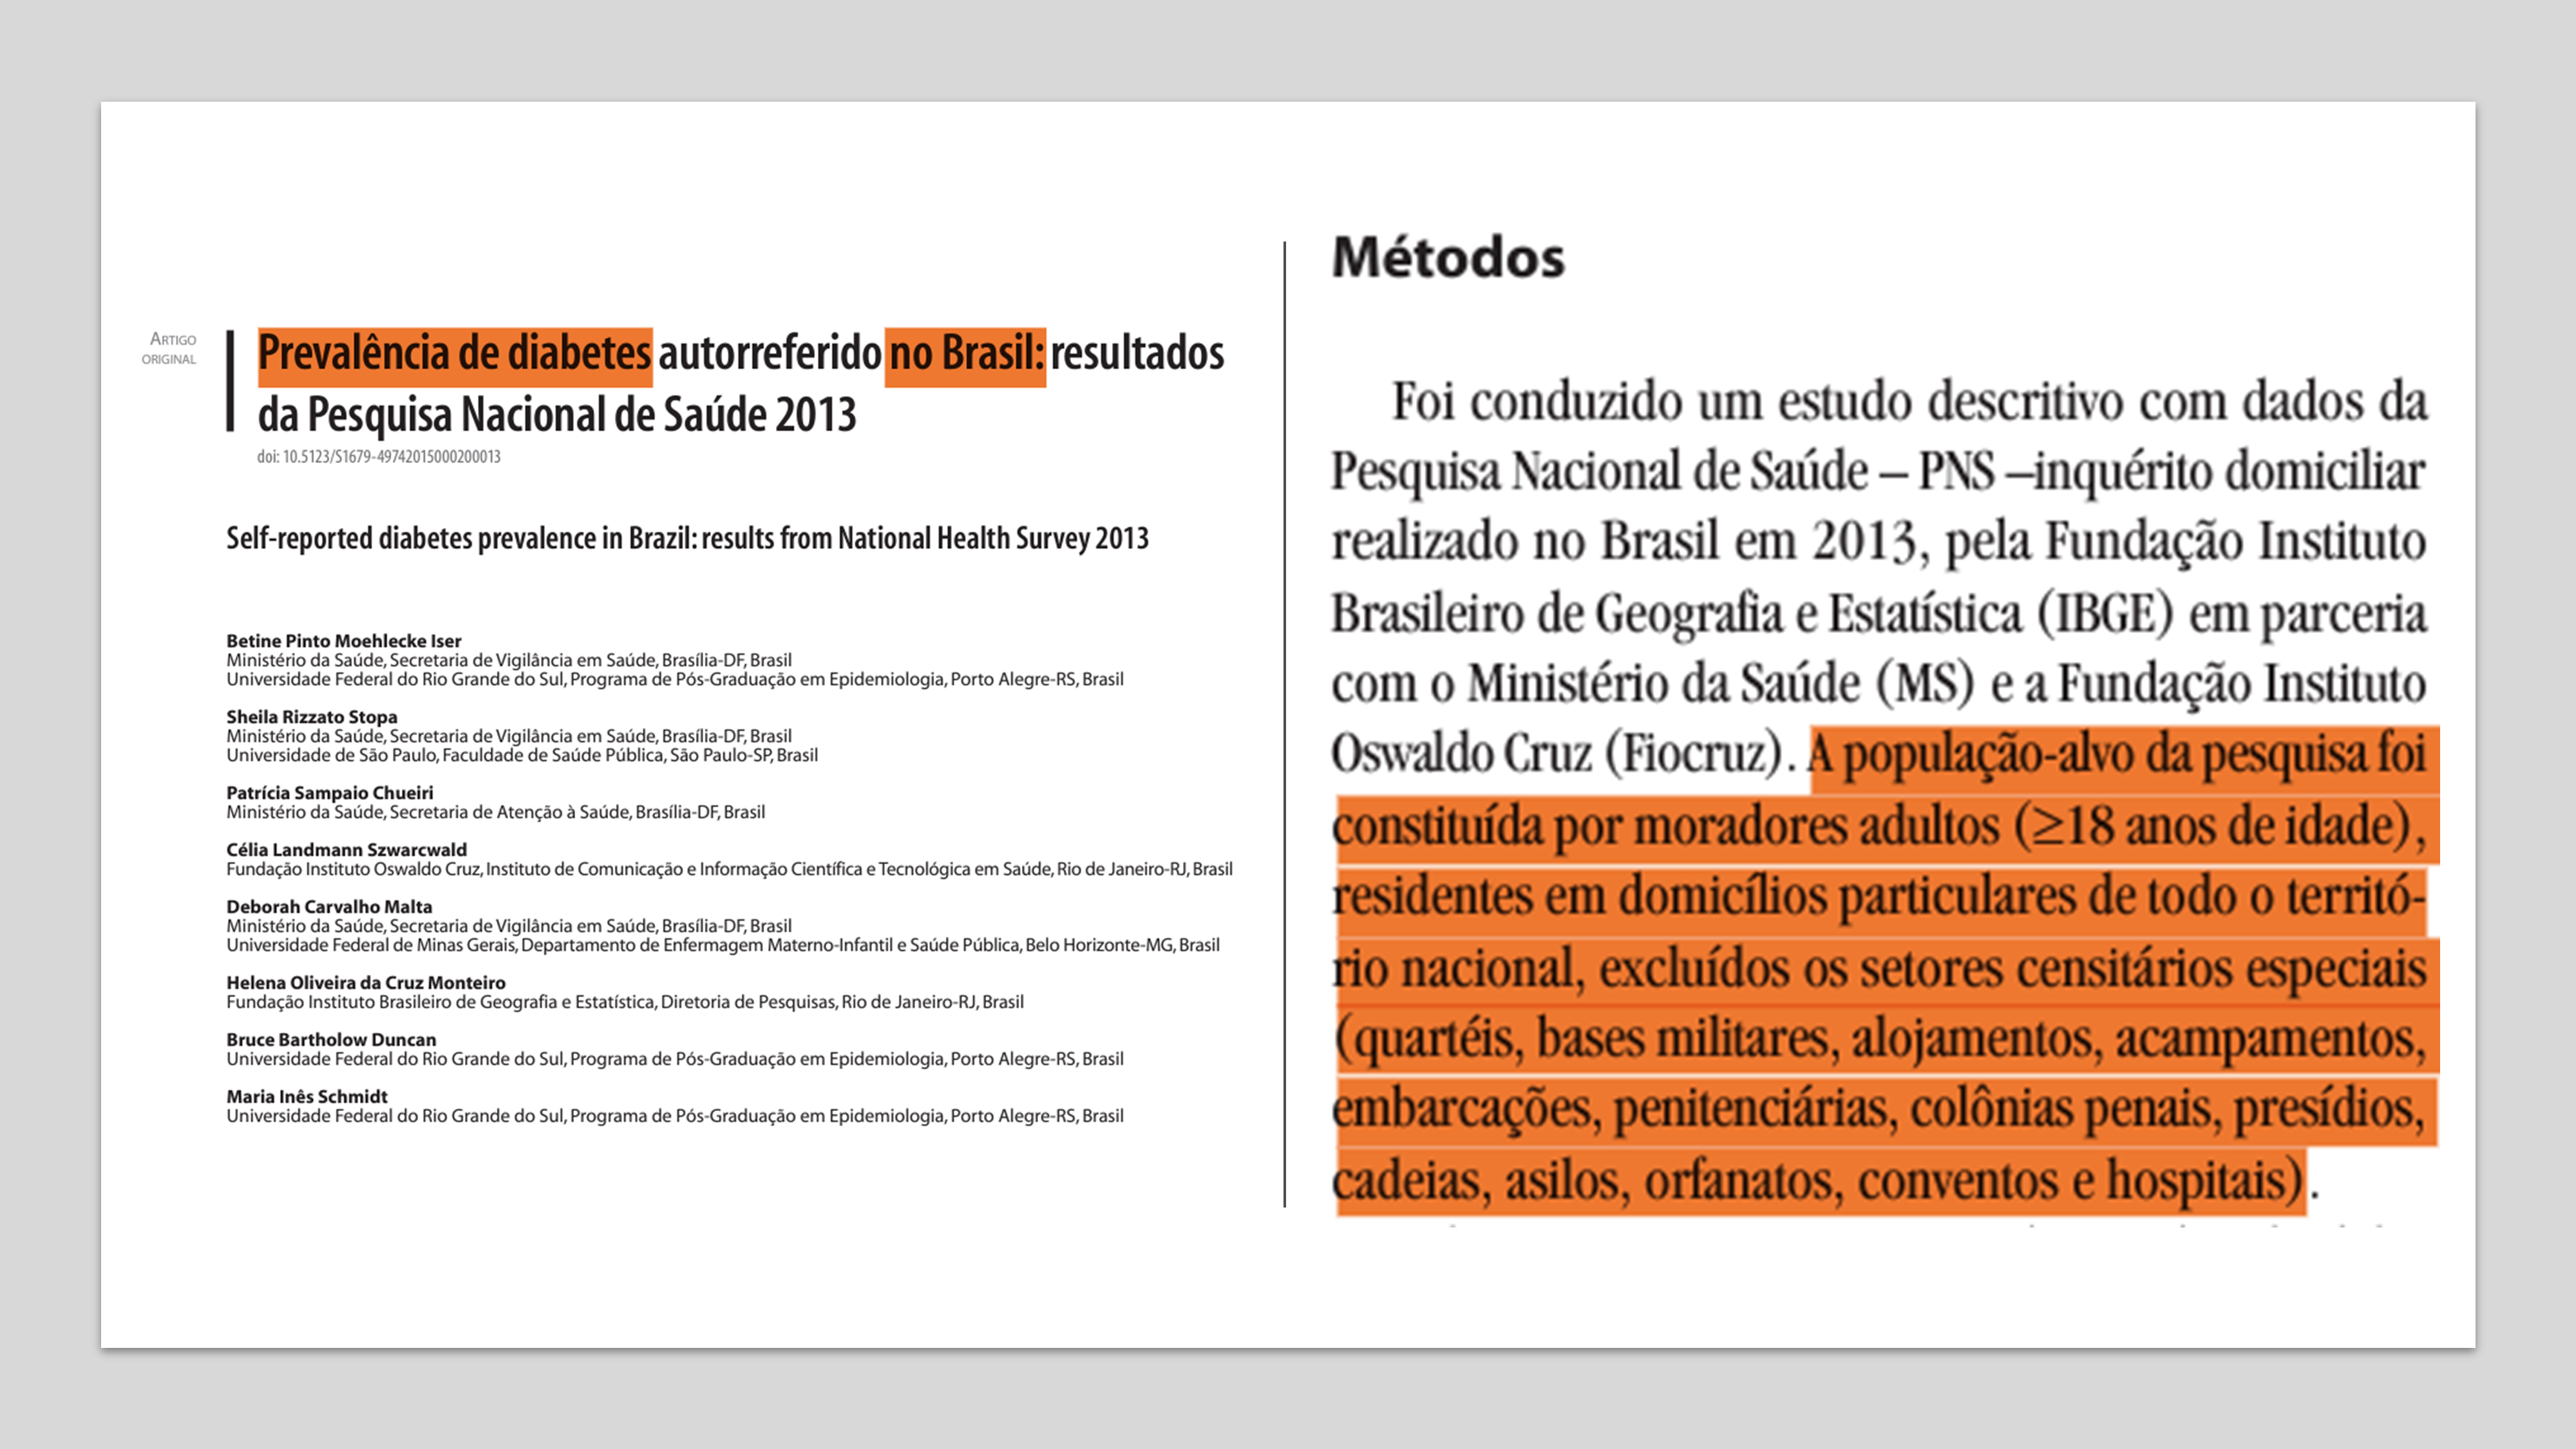 ARTIGO
ORIGINAL
Prevalência de diabetes autorreferido no Brasil: resultados
da Pesquisa Nacional de Saúde 2013
doi: 10.5123/S1679-49742015000200013
Self-reported diabetes prevalence in Brazil: results from National Health Survey 2013
Betine Pinto Moehlecke Iser
Ministério da Saúde, Secretaria de Vigilância em Saúde, Brasília-DF, Brasil
Universidade Federal do Rio Grande do Sul, Programa de Pós-Graduação em Epidemiologia, Porto Alegre-RS, Brasil
Sheila Rizzato Stopa
Ministério da Saúde, Secretaria de Vigilância em Saúde, Brasília-DF, Brasil
Universidade de São Paulo, Faculdade de Saúde Pública, São Paulo-SP, Brasil
Patrícia Sampaio Chueiri
Ministério da Saúde, Secretaria de Atenção à Saúde, Brasília-DF, Brasil
Célia Landmann Szwarcwald
Fundação Instituto Oswaldo Cruz, Instituto de Comunicação e Informação Científica e Tecnológica em Saúde, Rio de Janeiro-RJ, Brasil
Deborah Carvalho Malta
Ministério da Saúde, Secretaria de Vigilância em Saúde, Brasília-DF, Brasil
Universidade Federal de Minas Gerais, Departamento de Enfermagem Materno-Infantil e Saúde Pública, Belo Horizonte-MG, Brasil
Helena Oliveira da Cruz Monteiro
Fundação Instituto Brasileiro de Geografia e Estatística, Diretoria de Pesquisas, Rio de Janeiro-RJ, Brasil
Bruce Bartholow Duncan
Universidade Federal do Rio Grande do Sul, Programa de Pós-Graduação em Epidemiologia, Porto Alegre-RS, Brasil
Maria Inês Schmidt
Universidade Federal do Rio Grande do Sul, Programa de Pós-Graduação em Epidemiologia, Porto Alegre-RS, Brasil
Métodos
Foi conduzido um estudo descritivo com dados da
Pesquisa Nacional de Saúde – PNS –inquérito domiciliar
realizado no Brasil em 2013, pela Fundação Instituto
Brasileiro de Geografia e Estatística (IBGE) em parceria
com o Ministério da Saúde (MS) e a Fundação Instituto
Oswaldo Cruz (Fiocruz). A população-alvo da pesquisa foi
constituída por moradores adultos (≥18 anos de idade),
residentes em domicílios particulares de todo o territó-
rio nacional, excluídos os setores censitários especiais
(quartéis, bases militares, alojamentos, acampamentos,
embarcações, penitenciárias, colônias penais, presídios,
cadeias, asilos, orfanatos, conventos e hospitais).